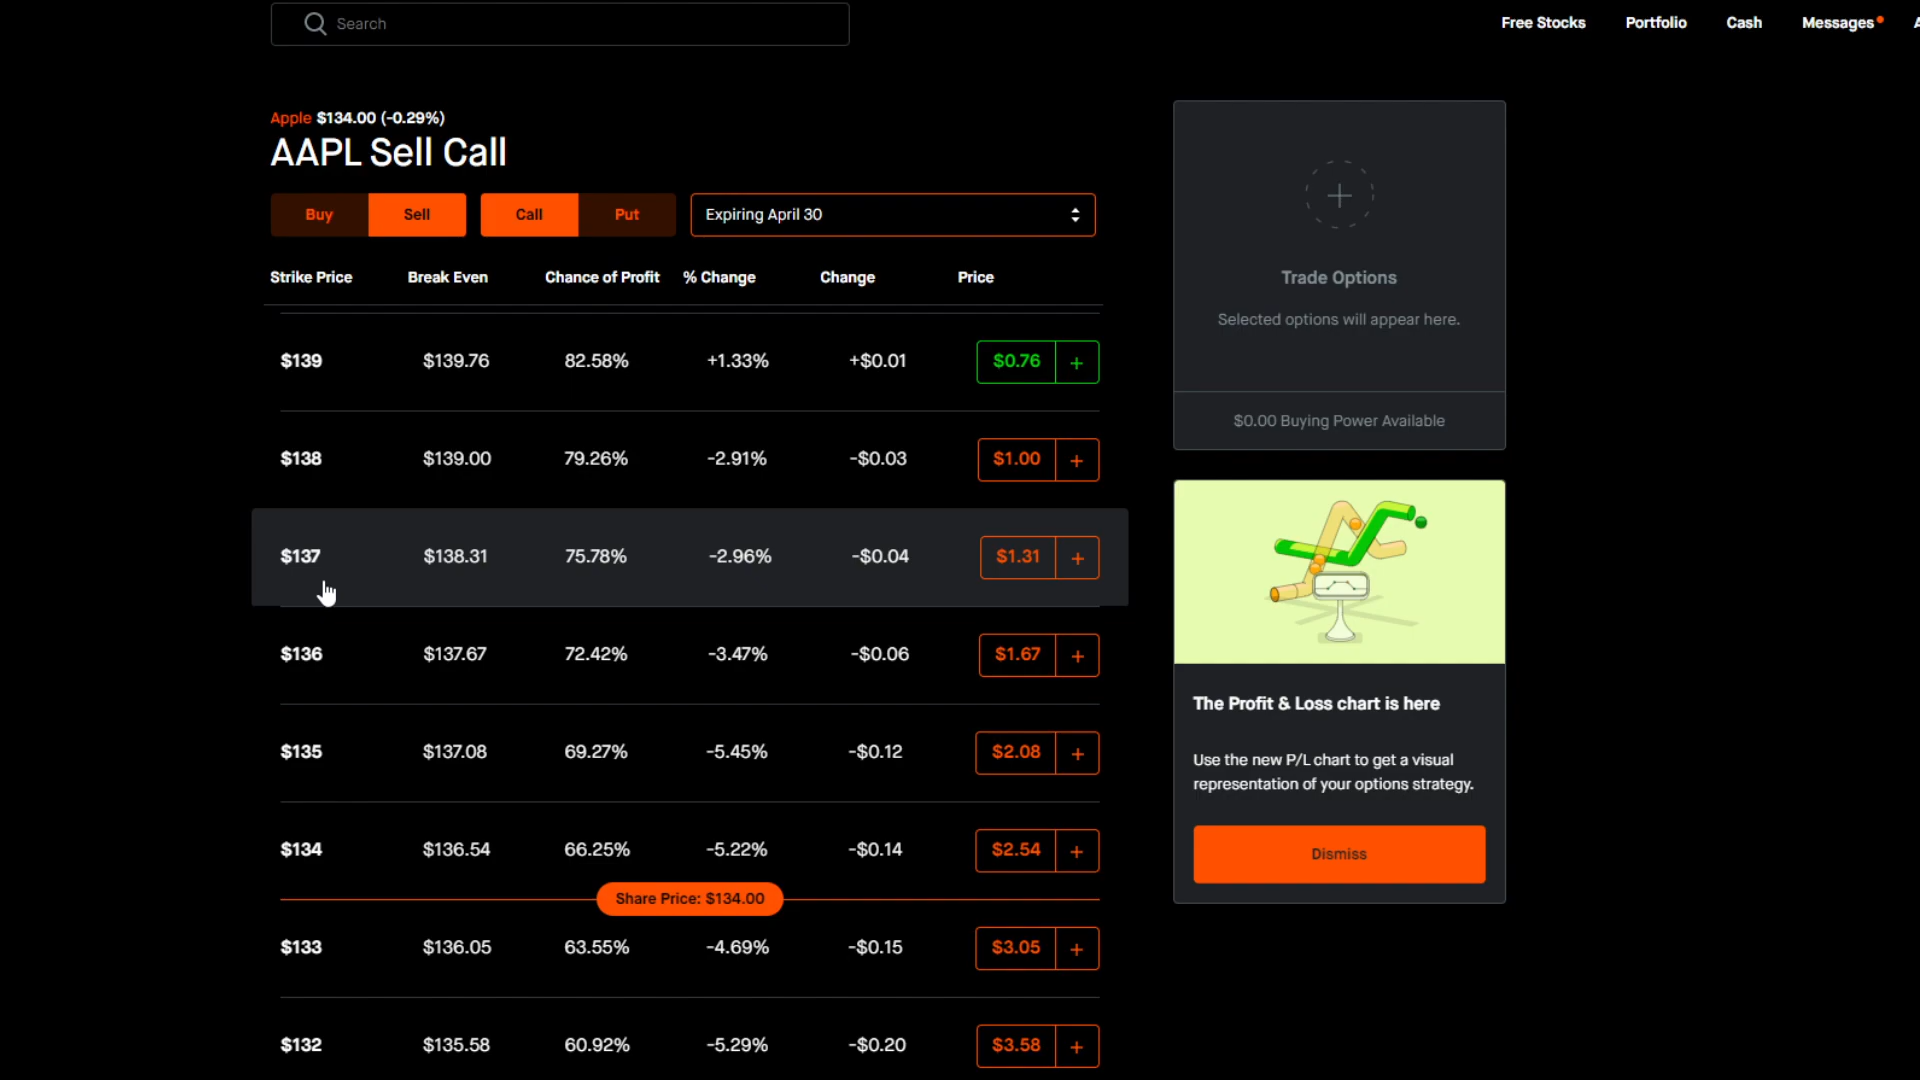 Search
Free Stocks Portfolio Cash Messages
Apple $134.00 (-0.29%)
AAPL Sell Call
Buy Sell Call Put Expiring April 30
Strike Price Break Even Chance of Profit % Change Change Price
$139 $139.76 82.58% +1.33% +$0.01 $0.76 +
$138 $139.00 79.26% -2.91% -$0.03 $1.00 +
$137 $138.31 75.78% -2.96% -$0.04 $1.31 +
$136 $137.67 72.42% -3.47% -$0.06 $1.67 +
$135 $137.08 69.27% -5.45% -$0.12 $2.08 +
$134 $136.54 66.25% -5.22% -$0.14 $2.54 +
Share Price: $134.00
$133 $136.05 63.55% -4.69% -$0.15 $3.05 +
$132 $135.58 60.92% -5.29% -$0.20 $3.58 +
Trade Options
Selected options will appear here.
$0.00 Buying Power Available
The Profit & Loss chart is here
Use the new P/L chart to get a visual
representation of your options strategy.
Dismiss